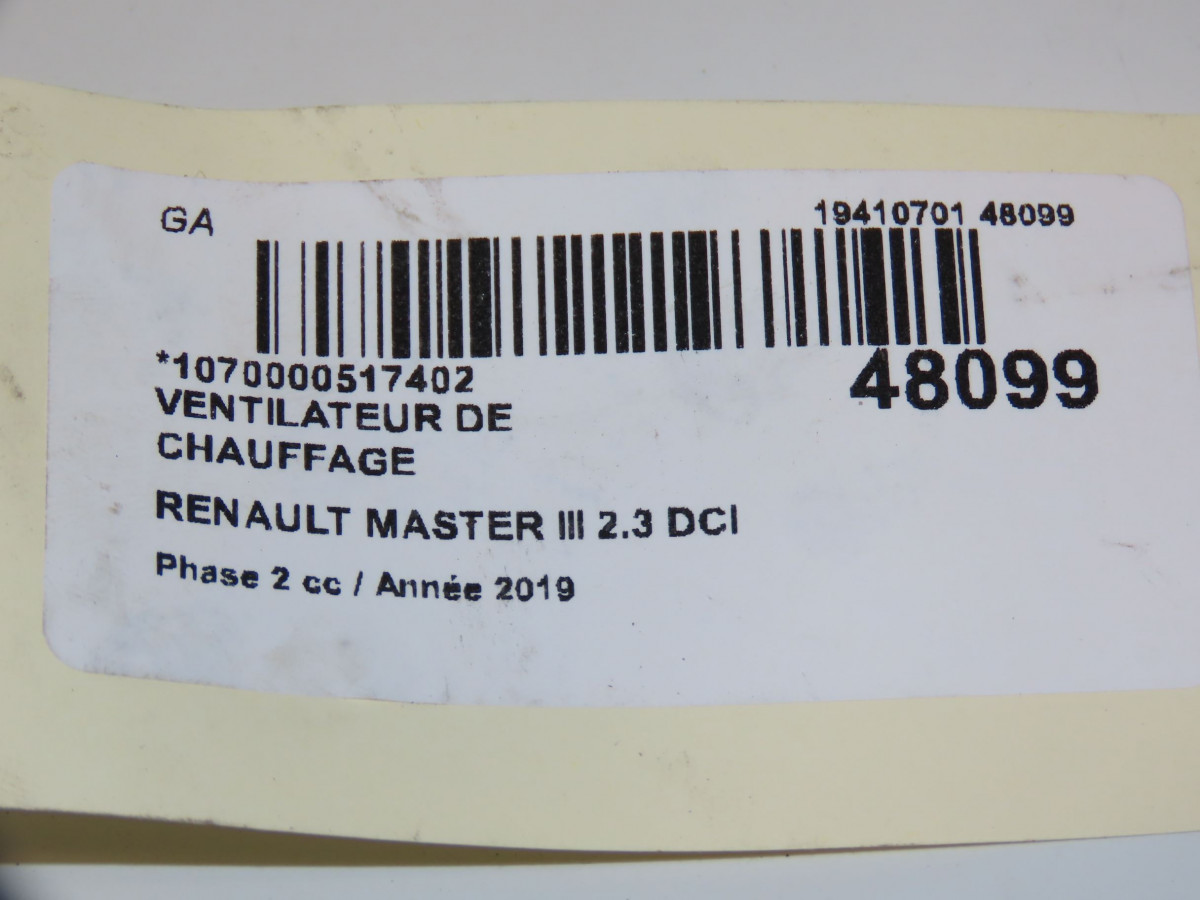 GA
19410701 48099
*1070000517402
48099
VENTILATEUR DE
CHAUFFAGE
RENAULT MASTER III 2.3 DCI
Phase 2 cc / Année 2019